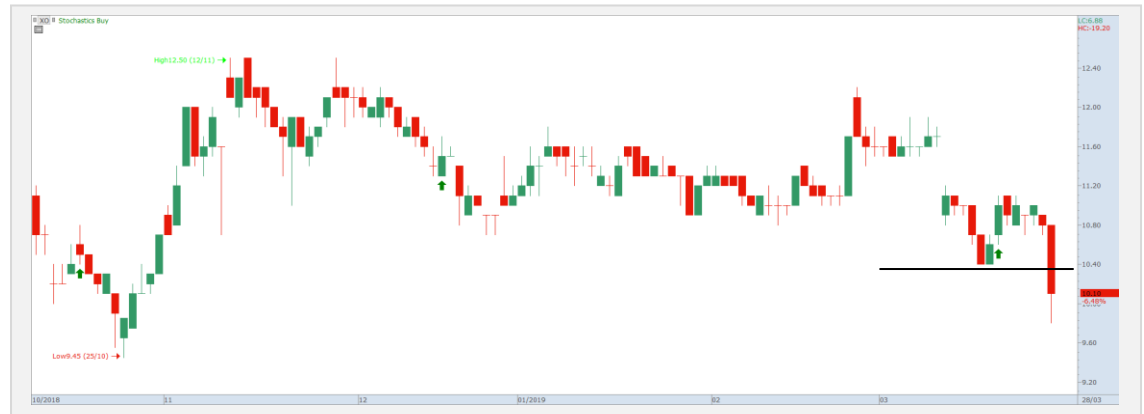 XO Stochastics Buy
LC:6.88
HC:-19.20
High12.50 (12/11)
12.40
12.00
11.60
11.20
10.80
10.40
10.10
-6.48%
9.60
Low9.45 (25/10)
9.20
10/2018 11 12 01/2019 02 03 28/03